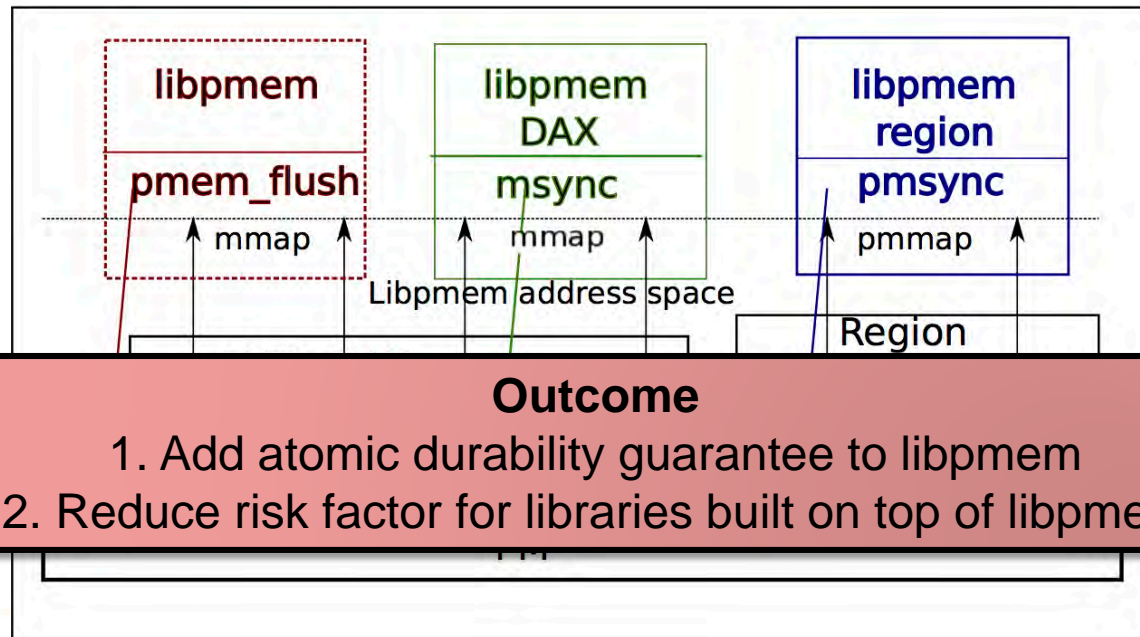 libpmem
libpmem
DAX
libpmem
region
pmem_flush
msync
pmsync
mmap
mmap
pmmap
Libpmem address space
Region
Outcome
1. Add atomic durability guarantee to libpmem
2. Reduce risk factor for libraries built on top of libpme